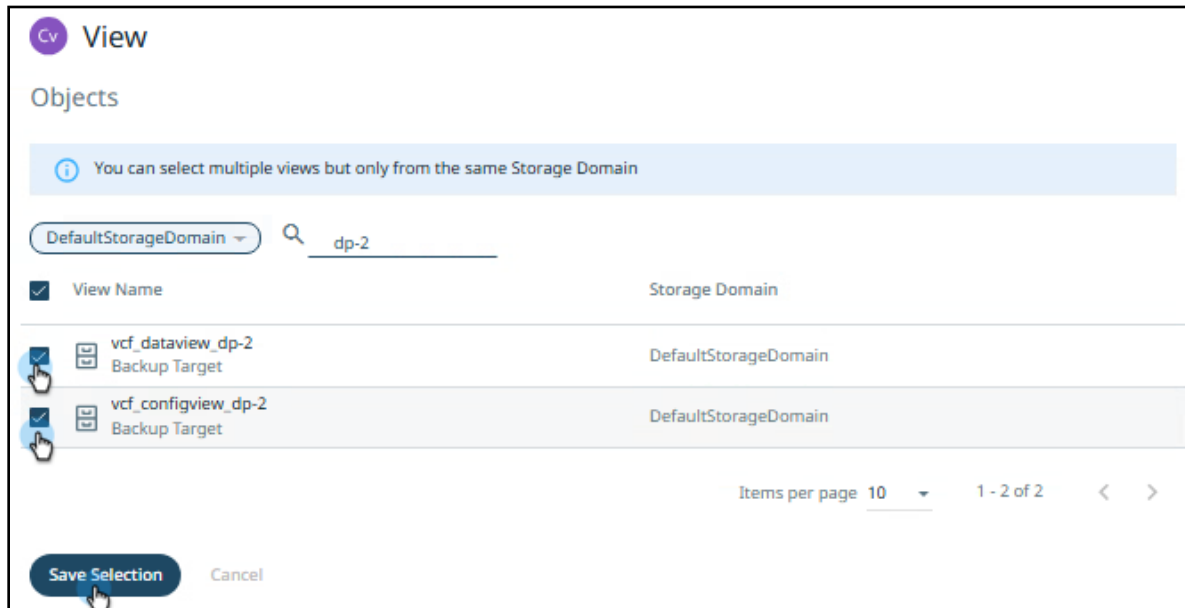 Cv View
Objects
You can select multiple views but only from the same Storage Domain
DefaultStorageDomain dp-2
View Name Storage Domain
vcf_dataview_dp-2 DefaultStorageDomain
Backup Target
vcf_configview_dp-2 DefaultStorageDomain
Backup Target
Items per page 10 1 - 2 of 2
Save Selection Cancel